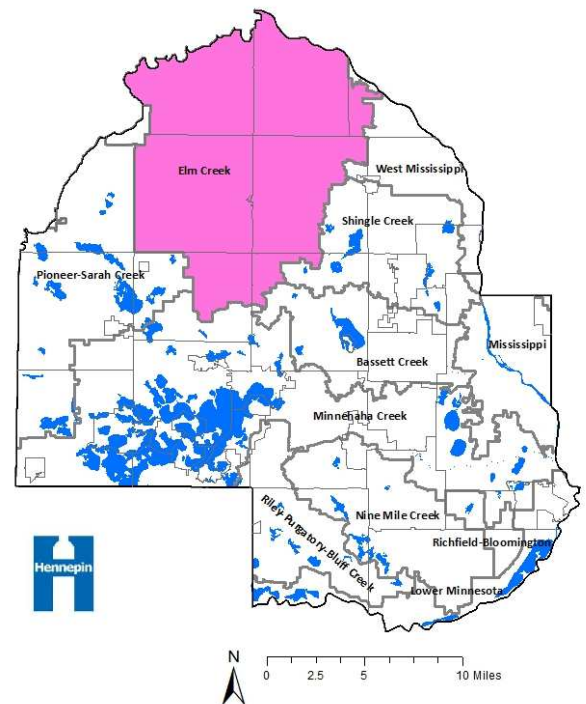 Elm Creek
West Mississippi
Shingle Creek
Pioneer-Sarah Creek
Mississippi
Bassett Creek
Minnehaha Creek
Riley Purgatory-Bluff Creek
Nine Mile Creek
Richfield-Bloomington
Lower Minnesota
Hennepin
N
0 2.5 5 10 Miles